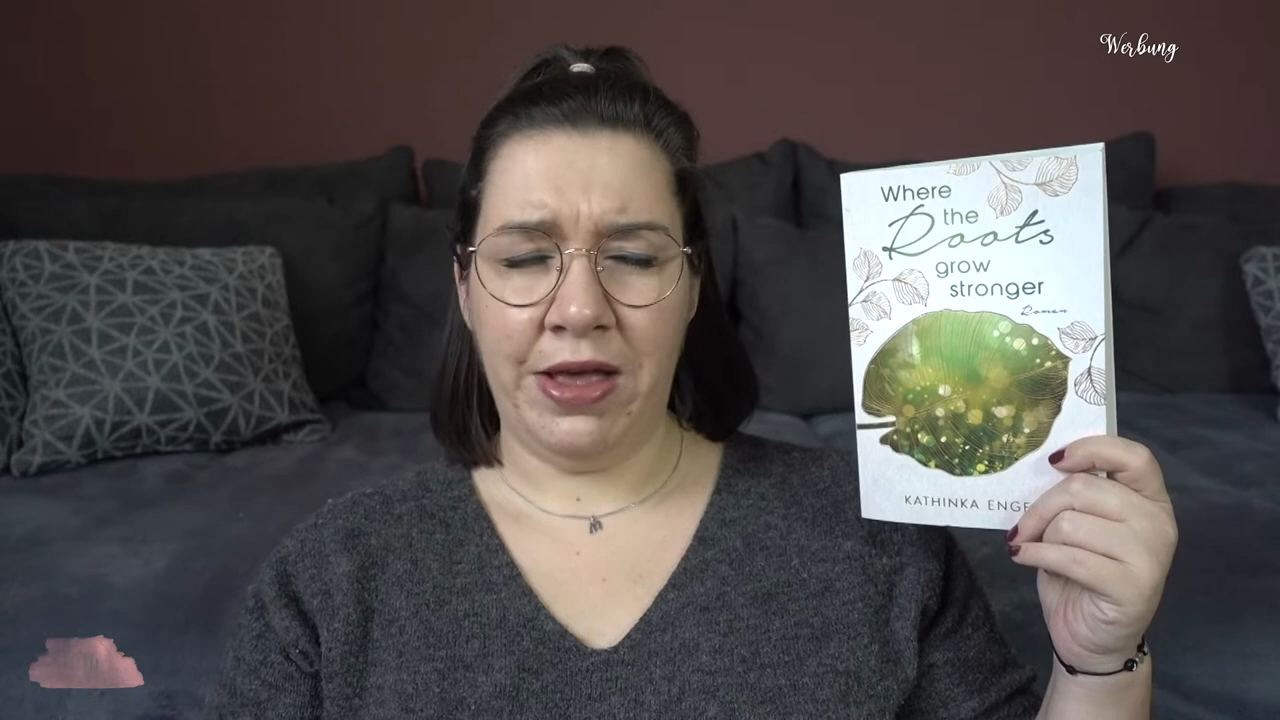 Werbung
Where
the
Roots
grow
stronger
Roman
KATHINKA ENGE